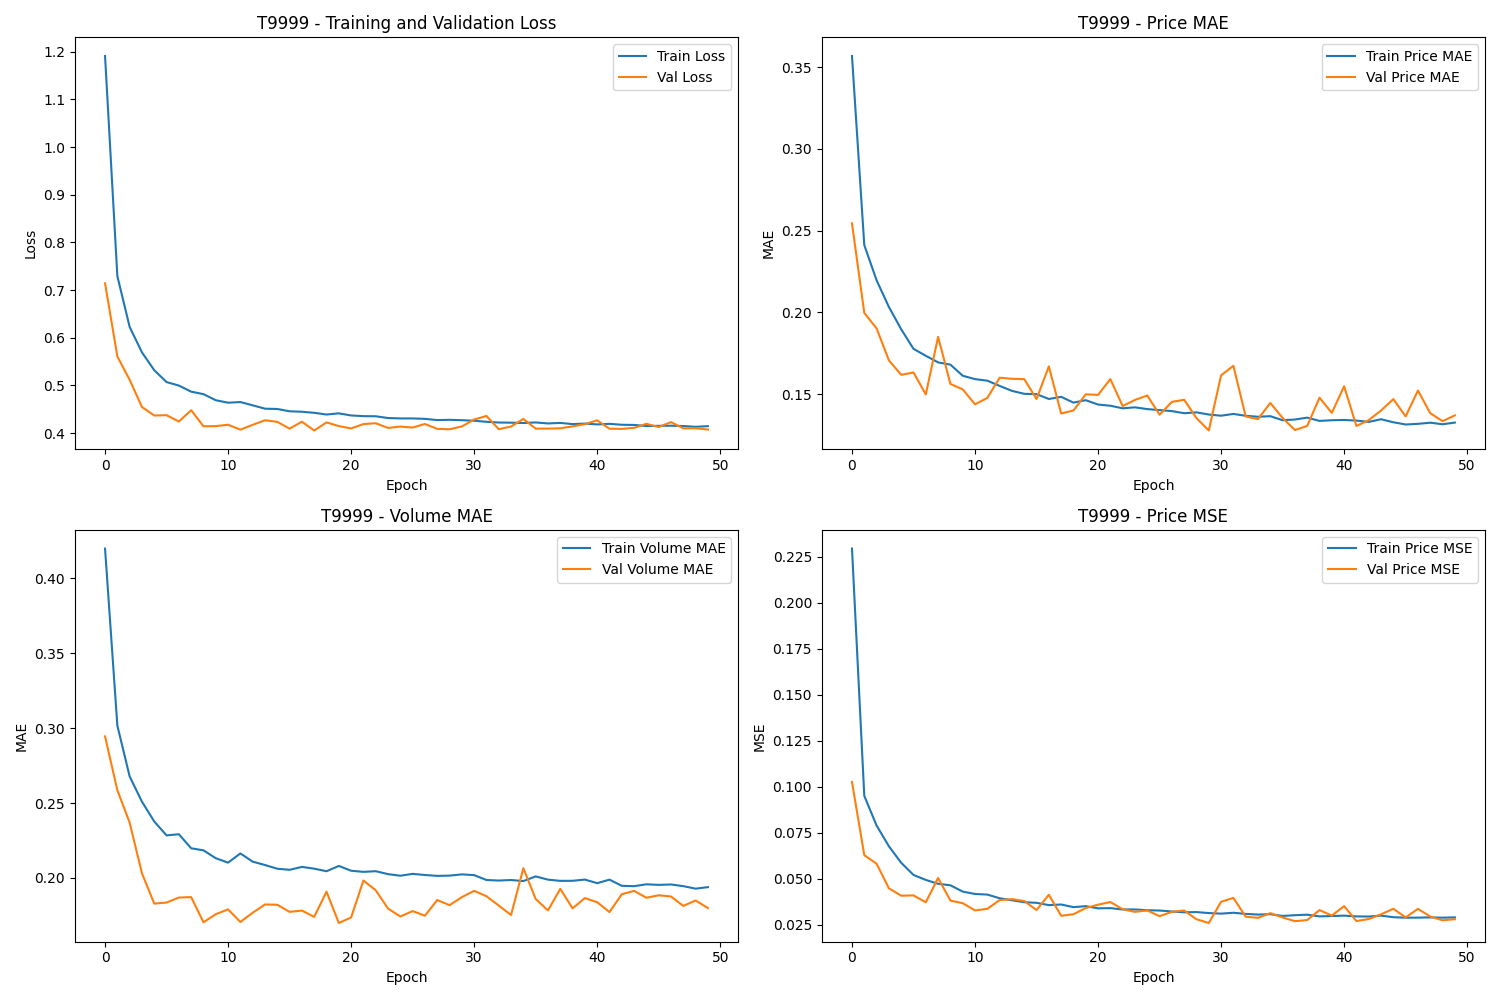 T9999 - Training and Validation Loss
Train Loss
Val Loss
1.2
1.1
1.0
0.9
0.8
0.7
0.6
0.5
0.4
Loss
0 10 20 30 40 50
Epoch
T9999 - Price MAE
Train Price MAE
Val Price MAE
0.35
0.30
0.25
0.20
0.15
MAE
0 10 20 30 40 50
Epoch
T9999 - Volume MAE
Train Volume MAE
Val Volume MAE
0.40
0.35
0.30
0.25
0.20
MAE
0 10 20 30 40 50
Epoch
T9999 - Price MSE
Train Price MSE
Val Price MSE
0.225
0.200
0.175
0.150
0.125
0.100
0.075
0.050
0.025
MSE
0 10 20 30 40 50
Epoch